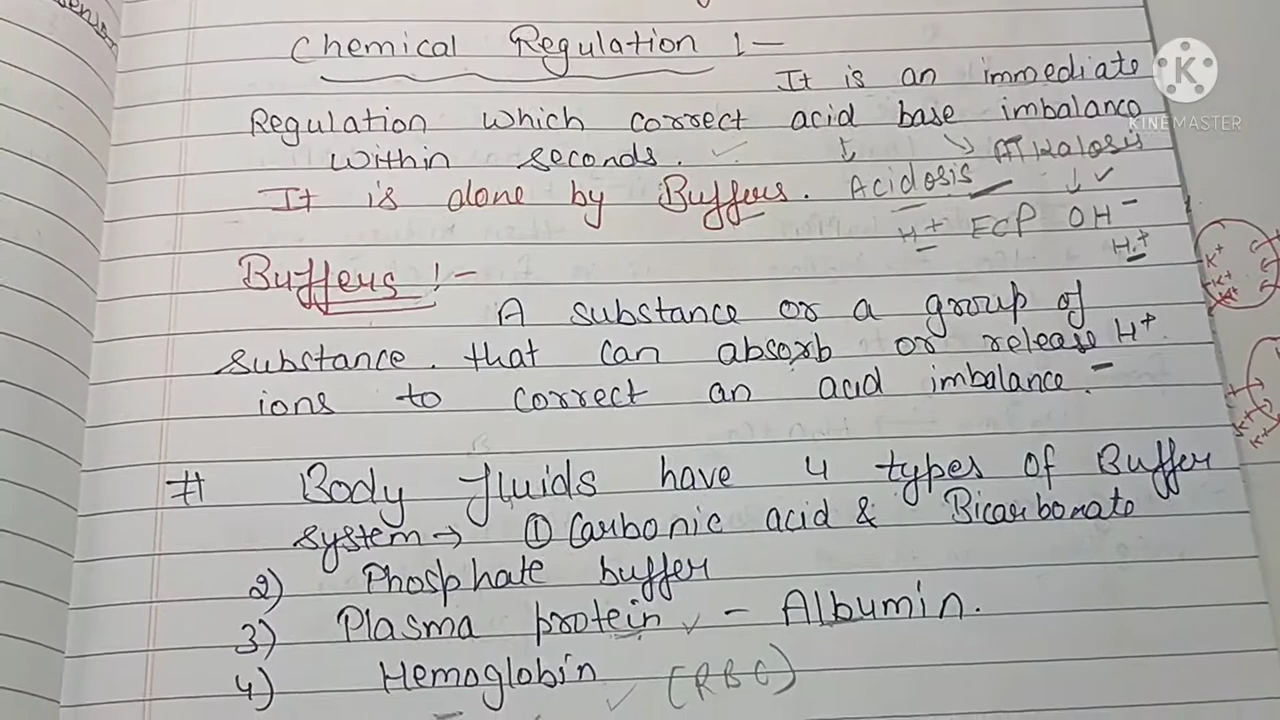 Chemical Regulation :-
It is an immediate
Regulation which correct acid base imbalance
within seconds.
Alkalosis
It is done by Buffers. Acidosis
H+ ECF OH-
H+
Buffers :-
A substance or a group of
substance. that can absorb or release H+
ions to correct an acid imbalance.
# Body fluids have 4 types of Buffer
system → ① Carbonic acid & Bicarbonate
2) Phosphate buffer
3) Plasma protein - Albumin.
4) Hemoglobin (RBC)
K+
K+
K+
K+
K
KINEMASTER